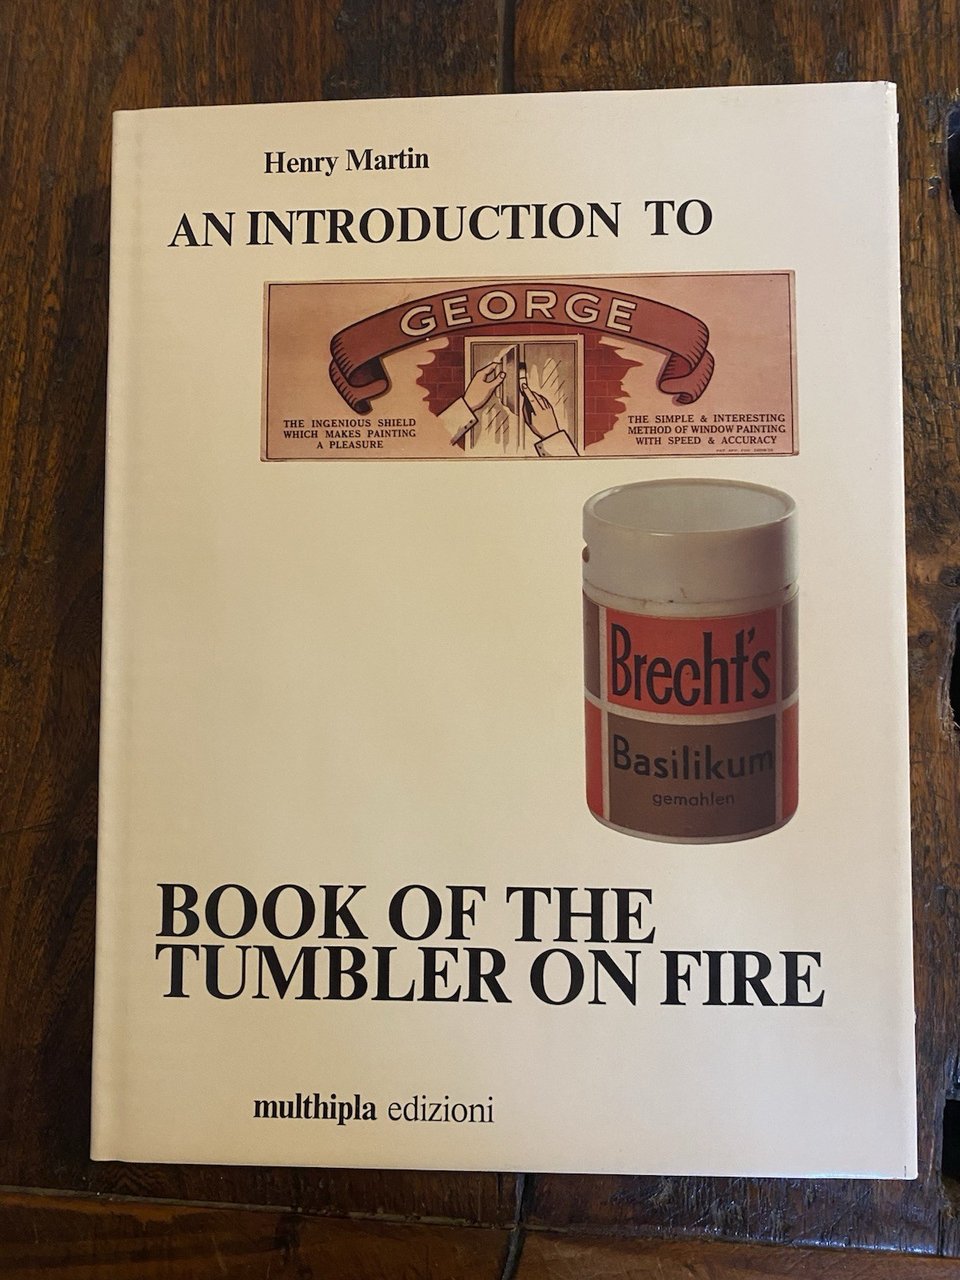 Henry Martin
AN INTRODUCTION TO
GEORGE
THE INGENIOUS SHIELD
WHICH MAKES PAINTING
A PLEASURE
THE SIMPLE & INTERESTING
METHOD OF WINDOW PAINTING
WITH SPEED & ACCURACY
Brecht's
Basilikum
gemahlen
BOOK OF THE
TUMBLER ON FIRE
multhipla edizioni